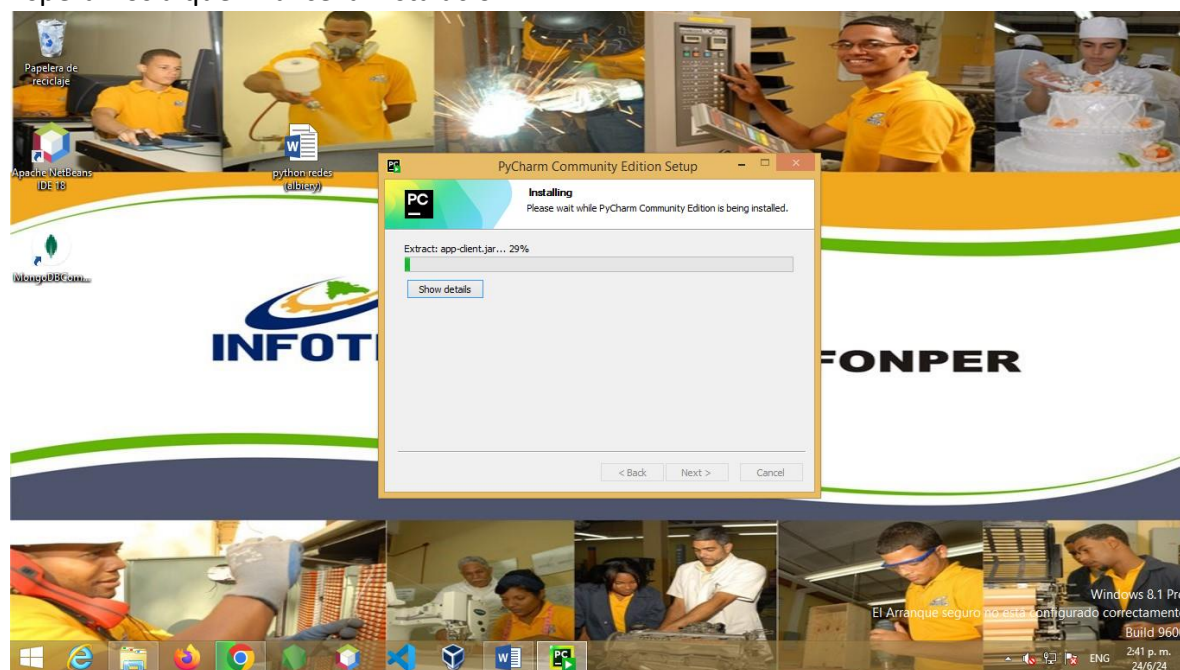 Papelera de
reciclaje
Apache NetBeans
IDE 18
python redes
(albiery)
MongoDBCom...
PyCharm Community Edition Setup
PC
Installing
Please wait while PyCharm Community Edition is being installed.
Extract: app-client.jar... 29%
Show details
< Back
Next >
Cancel
INFOT
FONPER
Windows 8.1 Pro
El Arranque seguro no está configurado correctament
Build 960
ENG
2:41 p. m.
24/6/24